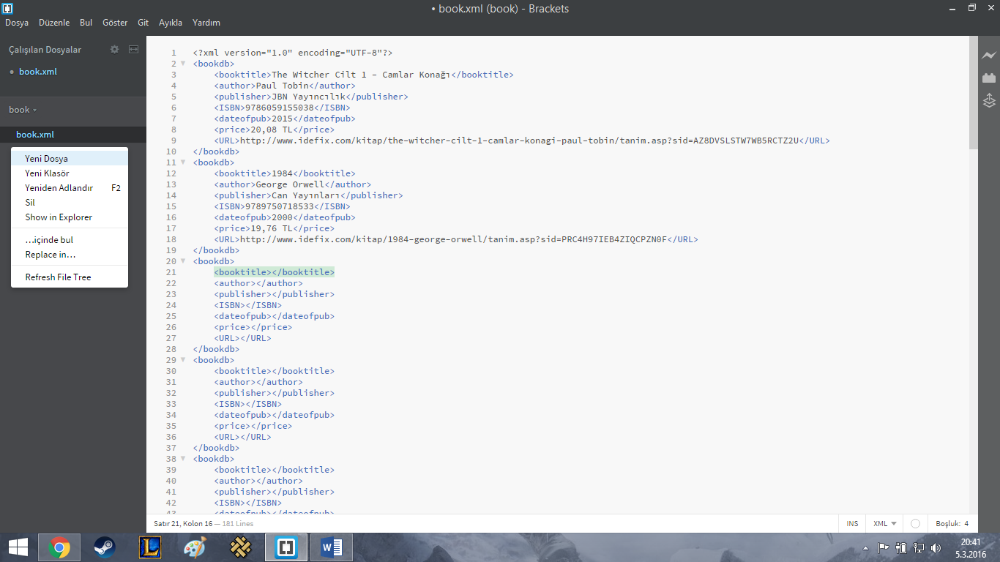 • book.xml (book) - Brackets
Dosya Düzenle Bul Göster Git Ayıkla Yardım
Çalışılan Dosyalar
• book.xml
book
book.xml
Yeni Dosya
Yeni Klasör
Yeniden Adlandır F2
Sil
Show in Explorer
...içinde bul
Replace in...
Refresh File Tree
1 <?xml version="1.0" encoding="UTF-8"?>
2 <bookdb>
3 <booktitle>The Witcher Cilt 1 - Camlar Konağı</booktitle>
4 <author>Paul Tobin</author>
5 <publisher>JBN Yayıncılık</publisher>
6 <ISBN>9786059155038</ISBN>
7 <dateofpub>2015</dateofpub>
8 <price>20,08 TL</price>
9 <URL>http://www.idefix.com/kitap/the-witcher-cilt-1-camlar-konagi-paul-tobin/tanim.asp?sid=AZ8DVSLSTW7WB5RCTZ2U</URL>
10 </bookdb>
11 <bookdb>
12 <booktitle>1984</booktitle>
13 <author>George Orwell</author>
14 <publisher>Can Yayınları</publisher>
15 <ISBN>9789750718533</ISBN>
16 <dateofpub>2000</dateofpub>
17 <price>19,76 TL</price>
18 <URL>http://www.idefix.com/kitap/1984-george-orwell/tanim.asp?sid=PRC4H97IEB4ZIQCPZN0F</URL>
19 </bookdb>
20 <bookdb>
21 <booktitle></booktitle>
22 <author></author>
23 <publisher></publisher>
24 <ISBN></ISBN>
25 <dateofpub></dateofpub>
26 <price></price>
27 <URL></URL>
28 </bookdb>
29 <bookdb>
30 <booktitle></booktitle>
31 <author></author>
32 <publisher></publisher>
33 <ISBN></ISBN>
34 <dateofpub></dateofpub>
35 <price></price>
36 <URL></URL>
37 </bookdb>
38 <bookdb>
39 <booktitle></booktitle>
40 <author></author>
41 <publisher></publisher>
42 <ISBN></ISBN>
43 <dateofpub></dateofpub>
Satır 21, Kolon 16 — 181 Lines INS XML Boşluk: 4
20:41
5.3.2016